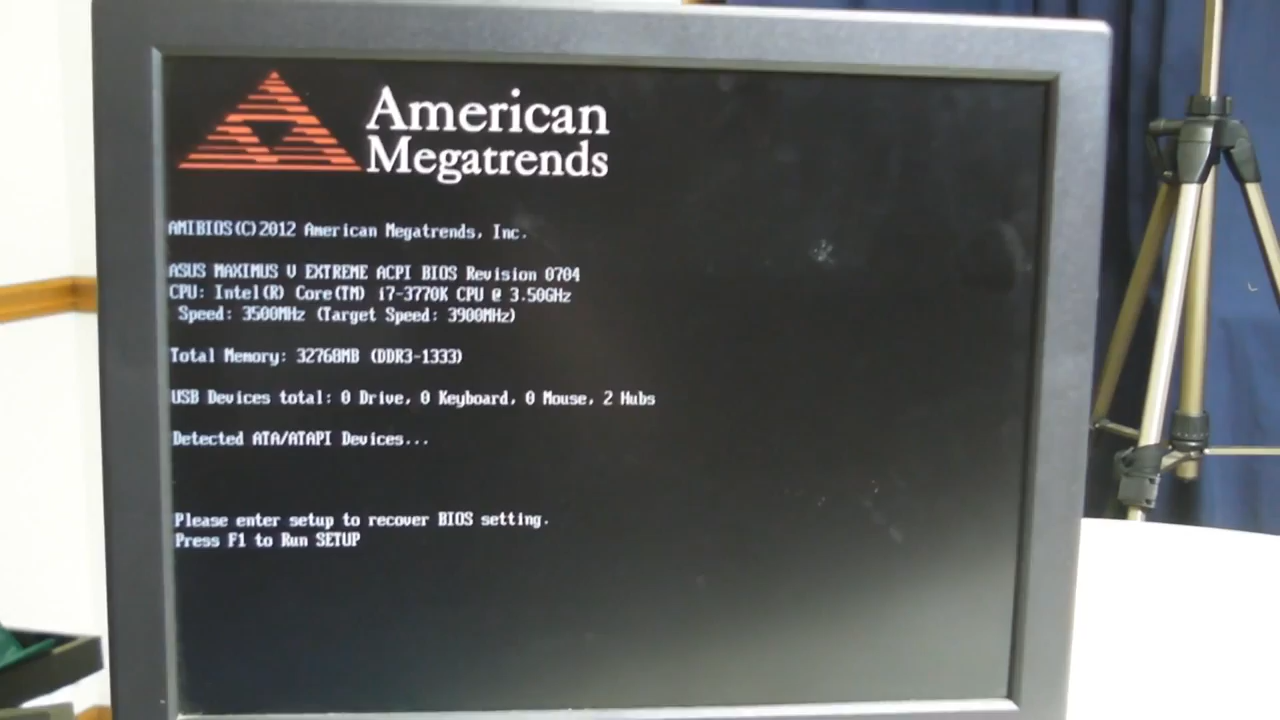 American
Megatrends
AMIBIOS(C)2012 American Megatrends, Inc.
ASUS MAXIMUS V EXTREME ACPI BIOS Revision 0704
CPU: Intel(R) Core(TM) i7-3770K CPU @ 3.50GHz
Speed: 3500MHz (Target Speed: 3900MHz)
Total Memory: 32768MB (DDR3-1333)
USB Devices total: 0 Drive, 0 Keyboard, 0 Mouse, 2 Hubs
Detected ATA/ATAPI Devices...
Please enter setup to recover BIOS setting.
Press F1 to Run SETUP